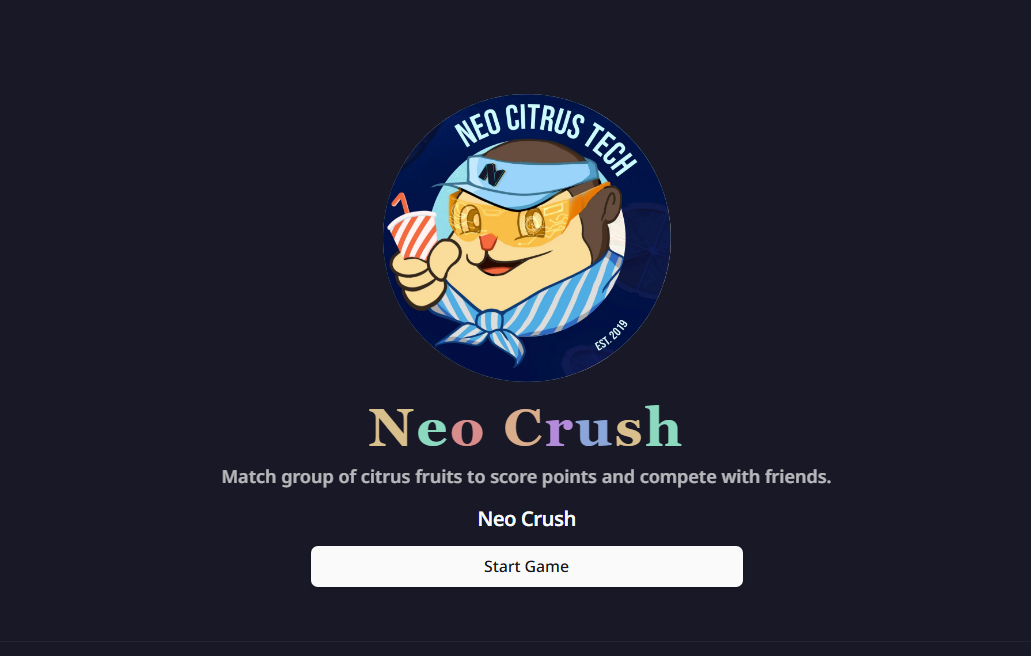 NEO CITRUS TECH
N
EST. 2019
Neo Crush
Match group of citrus fruits to score points and compete with friends.
Neo Crush
Start Game